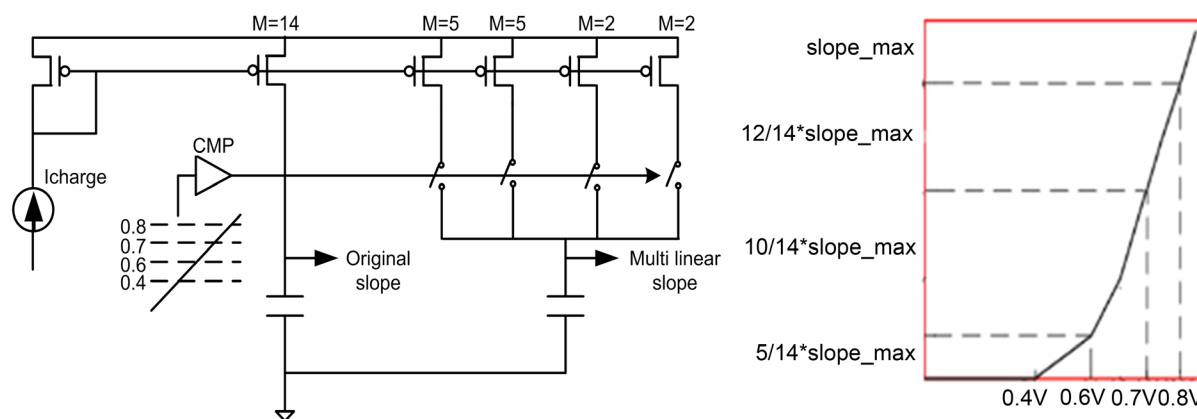 M=14
M=5
M=5
M=2
M=2
CMP
Icharge
0.8
0.7
0.6
0.4
Original
slope
Multi linear
slope
slope_max
12/14*slope_max
10/14*slope_max
5/14*slope_max
0.4V
0.6V
0.7V
0.8V